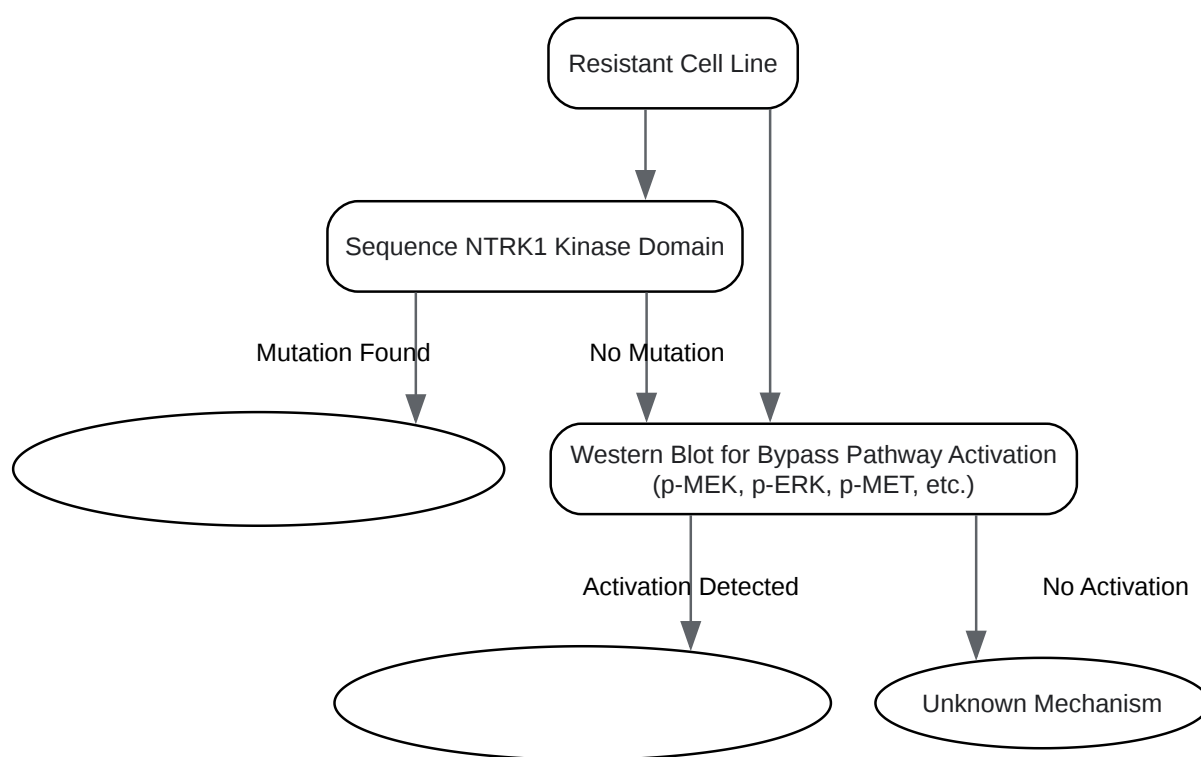 Resistant Cell Line
Sequence NTRK1 Kinase Domain
Mutation Found
No Mutation
Western Blot for Bypass Pathway Activation
(p-MEK, p-ERK, p-MET, etc.)
Activation Detected
No Activation
Unknown Mechanism